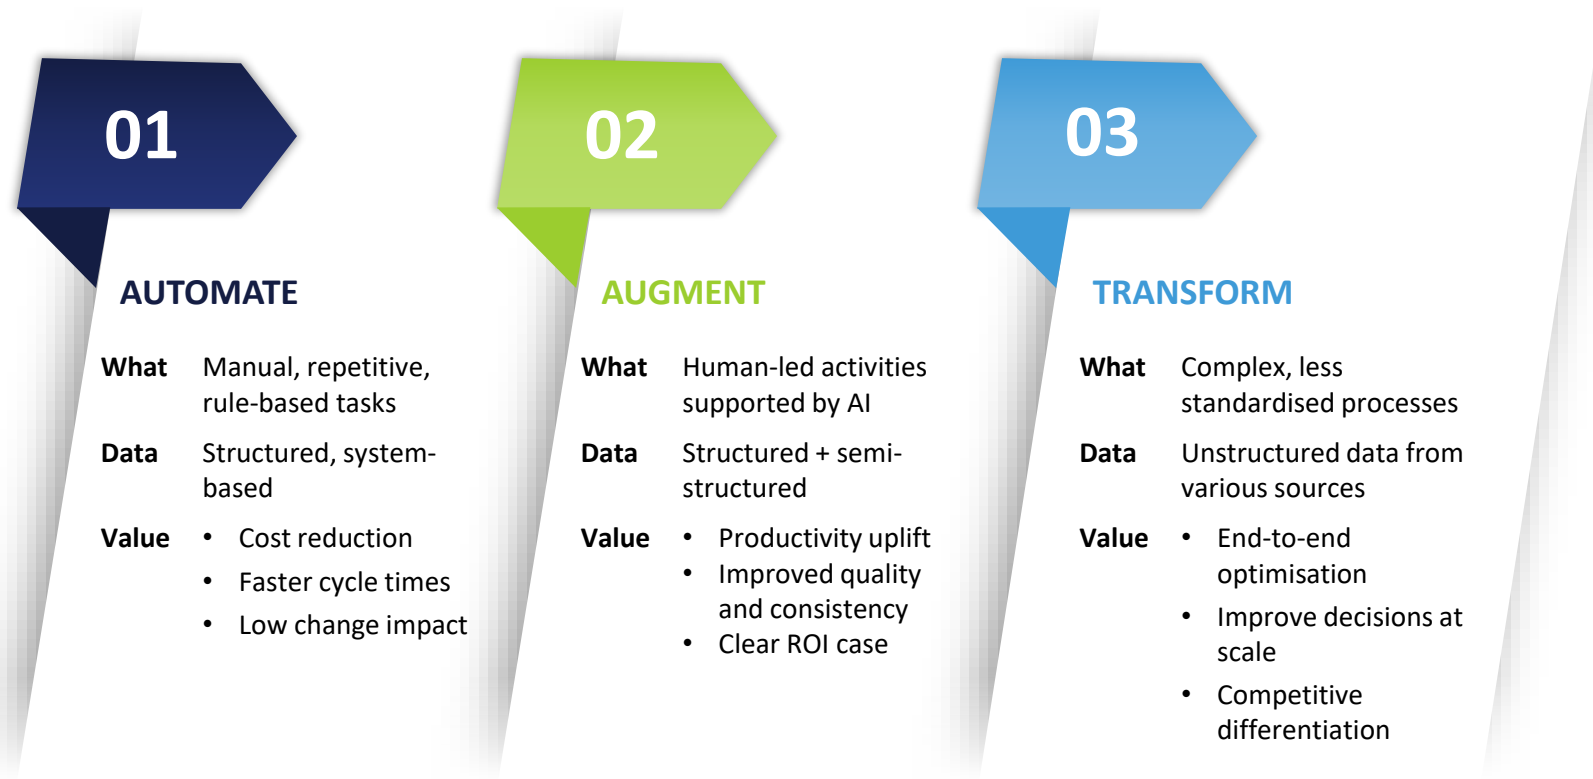 01
AUTOMATE
What Manual, repetitive,
rule-based tasks
Data Structured, system-
based
Value • Cost reduction
• Faster cycle times
• Low change impact
02
AUGMENT
What Human-led activities
supported by AI
Data Structured + semi-
structured
Value • Productivity uplift
• Improved quality
and consistency
• Clear ROI case
03
TRANSFORM
What Complex, less
standardised processes
Data Unstructured data from
various sources
Value • End-to-end
optimisation
• Improve decisions at
scale
• Competitive
differentiation